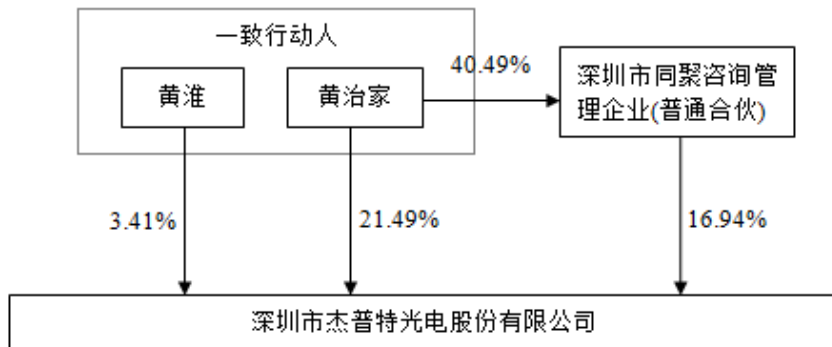 一致行动人
黄淮
黄治家
40.49%
深圳市同聚咨询管
理企业(普通合伙)
3.41%
21.49%
16.94%
深圳市杰普特光电股份有限公司